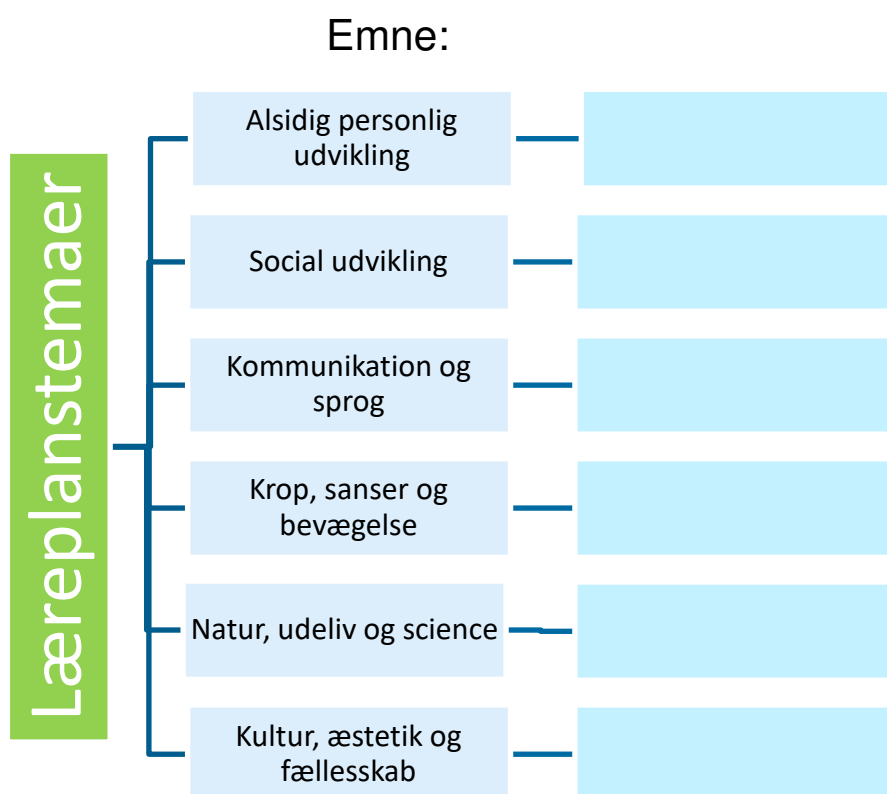 Emne:
Læreplanstemaer
Alsidig personlig
udvikling
Social udvikling
Kommunikation og
sprog
Krop, sanser og
bevægelse
Natur, udeliv og science
Kultur, æstetik og
fællesskab